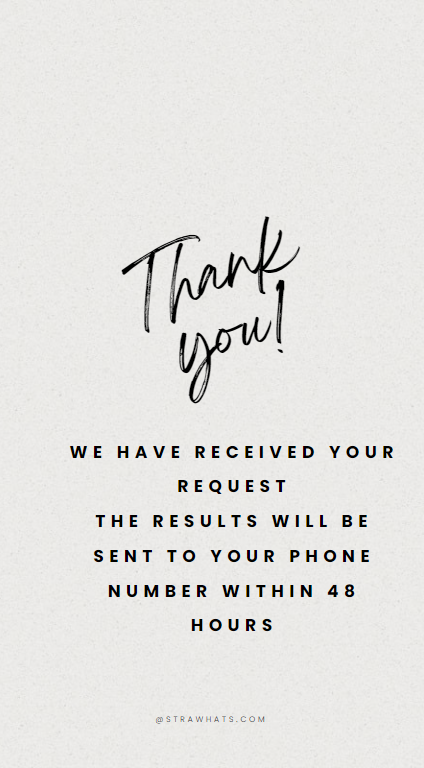 Thank
you!
WE HAVE RECEIVED YOUR
REQUEST
THE RESULTS WILL BE
SENT TO YOUR PHONE
NUMBER WITHIN 48
HOURS
@STRAWHATS.COM